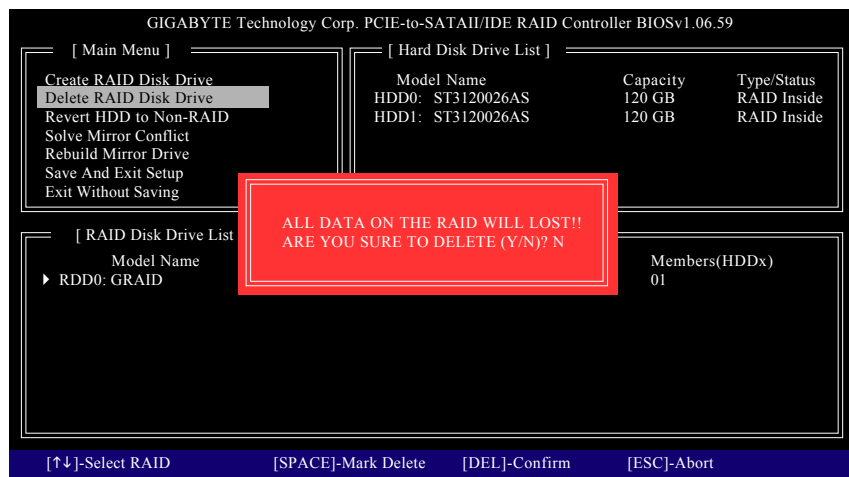 GIGABYTE Technology Corp. PCIE-to-SATAII/IDE RAID Controller BIOSv1.06.59
[ Main Menu ]
Create RAID Disk Drive
Delete RAID Disk Drive
Revert HDD to Non-RAID
Solve Mirror Conflict
Rebuild Mirror Drive
Save And Exit Setup
Exit Without Saving
[ Hard Disk Drive List ]
Model Name Capacity Type/Status
HDD0: ST3120026AS 120 GB RAID Inside
HDD1: ST3120026AS 120 GB RAID Inside
ALL DATA ON THE RAID WILL LOST!!
ARE YOU SURE TO DELETE (Y/N)? N
[ RAID Disk Drive List
Model Name Members(HDDx)
RDD0: GRAID 01
[↑↓]-Select RAID [SPACE]-Mark Delete [DEL]-Confirm [ESC]-Abort